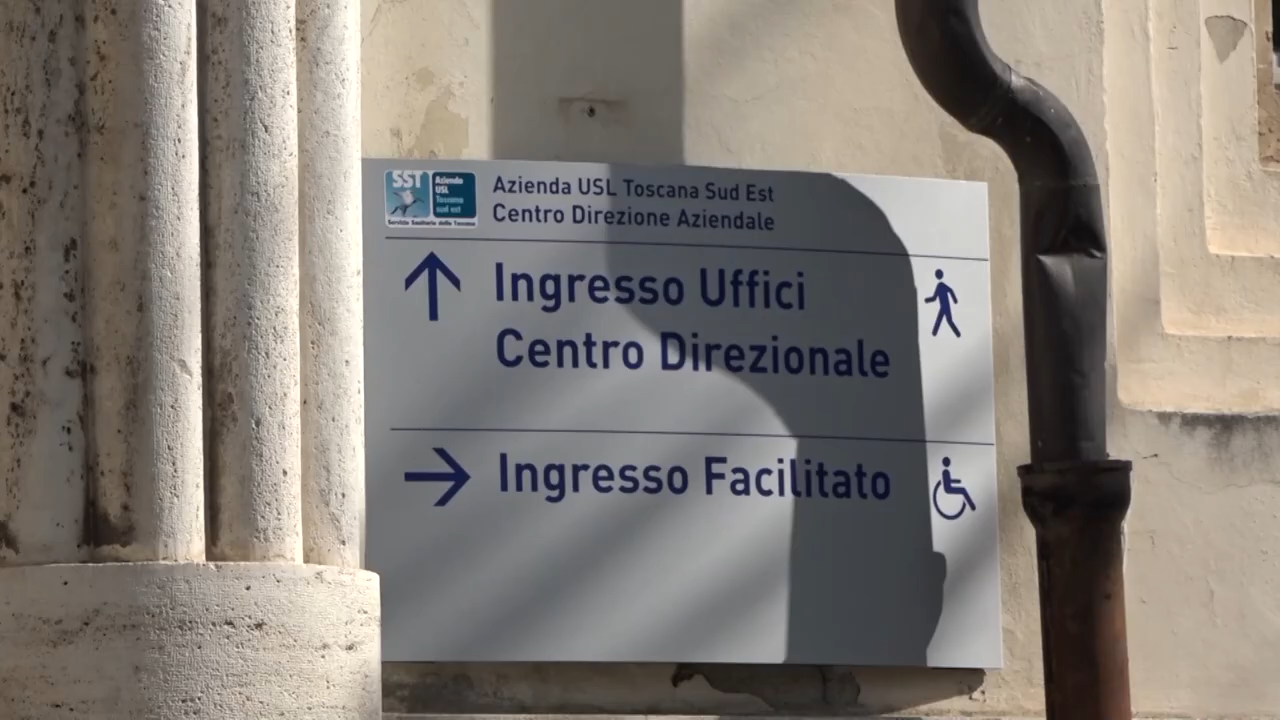 SST
Azienda
USL
Toscana
sud est
Servizio Sanitario della Toscana
Azienda USL Toscana Sud Est
Centro Direzione Aziendale
Ingresso Uffici
Centro Direzionale
Ingresso Facilitato